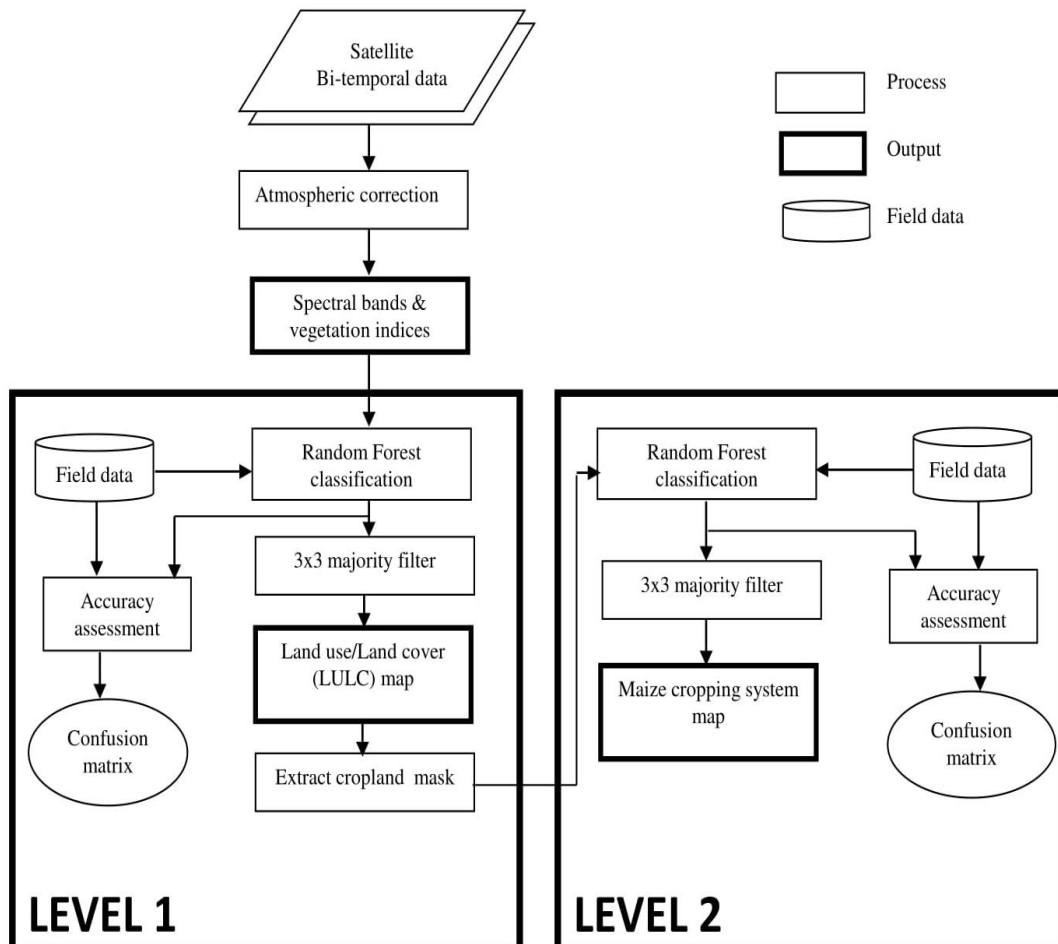 Satellite
Bi-temporal data
Process
Output
Field data
Atmospheric correction
Spectral bands &
vegetation indices
Field data
Random Forest
classification
3x3 majority filter
Accuracy
assessment
Land use/Land cover
(LULC) map
Confusion
matrix
Extract cropland mask
LEVEL 1
Random Forest
classification
Field data
3x3 majority filter
Accuracy
assessment
Maize cropping system
map
Confusion
matrix
LEVEL 2